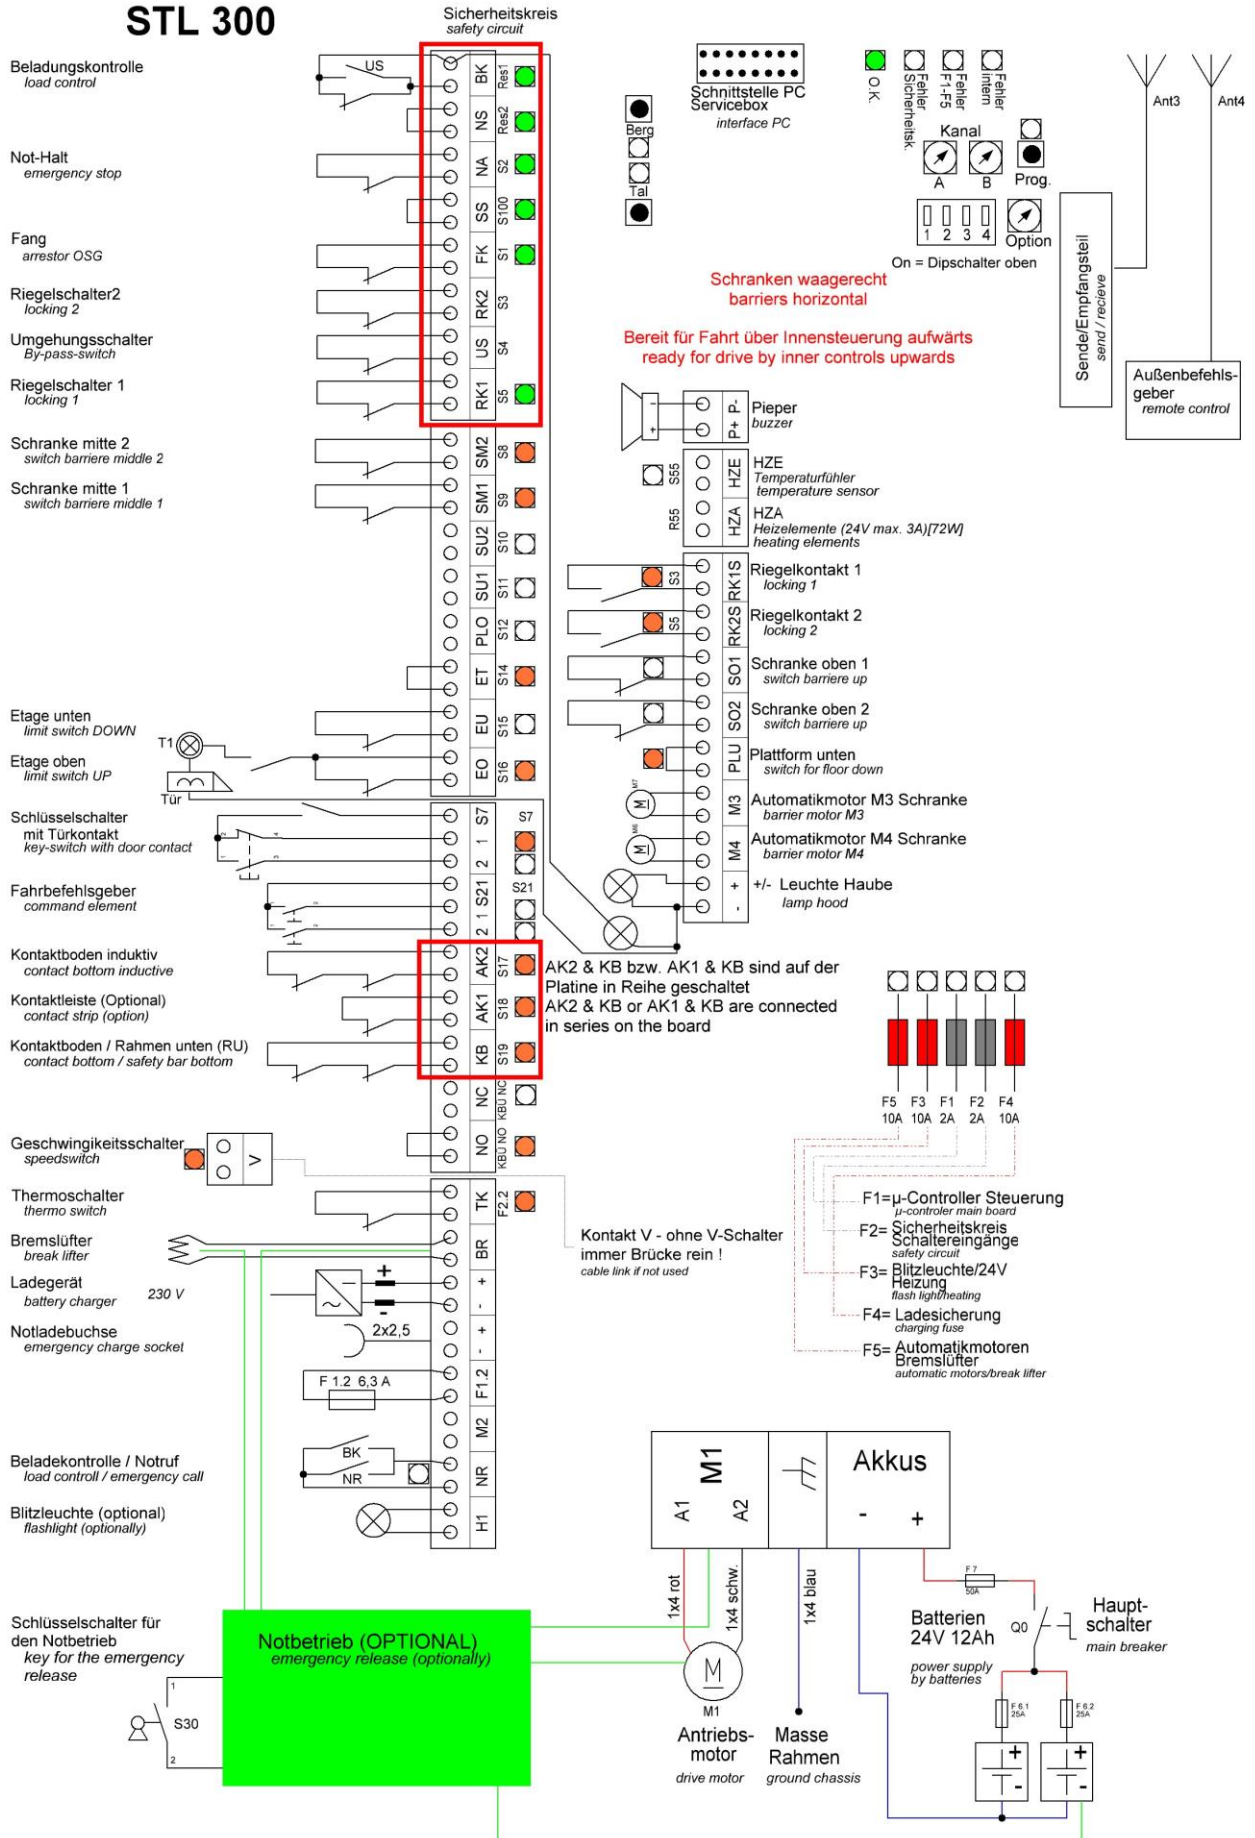 STL 300
Sicherheitskreis
safety circuit
Beladungskontrolle
load control
US
BK
Res1
NS
Res2
Not-Halt
emergency stop
NA
S2
SS
S100
Fang
arrestor OSG
FK
S1
Riegelschalter2
locking 2
RK2
S3
Umgehungsschalter
By-pass-switch
US
S4
Riegelschalter 1
locking 1
RK1
S5
Schranke mitte 2
switch barriere middle 2
SM2
S8
Schranke mitte 1
switch barriere middle 1
SM1
S9
SU2
S10
SU1
S11
PLO
S12
ET
S14
Etage unten
limit switch DOWN
EU
S15
T1
Etage oben
limit switch UP
EO
S16
Tür
Schlüsselschalter
mit Türkontakt
key-switch with door contact
S7
1
2
S7
Fahrbefehlsgeber
command element
S21
1
2
S21
Kontaktboden induktiv
contact bottom inductive
AK2
S17
Kontaktleiste (Optional)
contact strip (option)
AK1
S18
Kontaktboden / Rahmen unten (RU)
contact bottom / safety bar bottom
KB
S19
AK2 & KB bzw. AK1 & KB sind auf der
Platine in Reihe geschaltet
AK2 & KB or AK1 & KB are connected
in series on the board
NC
KBU NC
NO
KBU NO
Geschwingikeitsschalter
speedswitch
V
Thermoschalter
thermo switch
TK
F2.2
Bremslüfter
break lifter
BR
Ladegerät
battery charger
230 V
+
-
+
-
Notladebuchse
emergency charge socket
2x2,5
+
-
F 1.2 6,3 A
F1.2
M2
Beladekontrolle / Notruf
load controll / emergency call
BK
NR
NR
Blitzleuchte (optional)
flashlight (optionally)
H1
Kontakt V - ohne V-Schalter
immer Brücke rein !
cable link if not used
Schnittstelle PC
Servicebox
interface PC
Berg
Tal
O.K.
Fehler
Sicherheitsk.
Fehler
F1-F5
Fehler
intern
Kanal
A
B
Prog.
1 2 3 4
Option
On = Dipschalter oben
Ant3
Ant4
Sende/Empfangsteil
send / recieve
Außenbefehls-
geber
remote control
Schranken waagerecht
barriers horizontal
Bereit für Fahrt über Innensteuerung aufwärts
ready for drive by inner controls upwards
-
+
P+ P-
Pieper
buzzer
S55
HZE
HZE
Temperaturfühler
temperature sensor
R55
HZA
HZA
Heizelemente (24V max. 3A)[72W]
heating elements
S3
RK1S
Riegelkontakt 1
locking 1
S5
RK2S
Riegelkontakt 2
locking 2
SO1
Schranke oben 1
switch barriere up
SO2
Schranke oben 2
switch barriere up
PLU
Plattform unten
switch for floor down
M7
M
M3
Automatikmotor M3 Schranke
barrier motor M3
M6
M
M4
Automatikmotor M4 Schranke
barrier motor M4
+
-
+/- Leuchte Haube
lamp hood
F5 F3 F1 F2 F4
10A 10A 2A 2A 10A
F1=µ-Controller Steuerung
µ-controler main board
F2= Sicherheitskreis
Schaltereingänge
safety circuit
F3= Blitzleuchte/24V
Heizung
flash light/heating
F4= Ladesicherung
charging fuse
F5= Automatikmotoren
Bremslüfter
automatic motors/break lifter
M1
A1
A2
Akkus
-
+
1x4 rot
1x4 schw.
1x4 blau
F 7
50A
Batterien
24V 12Ah
power supply
by batteries
Q0
Haupt-
schalter
main breaker
F 6.1
25A
F 6.2
25A
+
-
+
-
M
M1
Antriebs-
motor
drive motor
Masse
Rahmen
ground chassis
Schlüsselschalter für
den Notbetrieb
key for the emergency
release
1
S30
2
Notbetrieb (OPTIONAL)
emergency release (optionally)